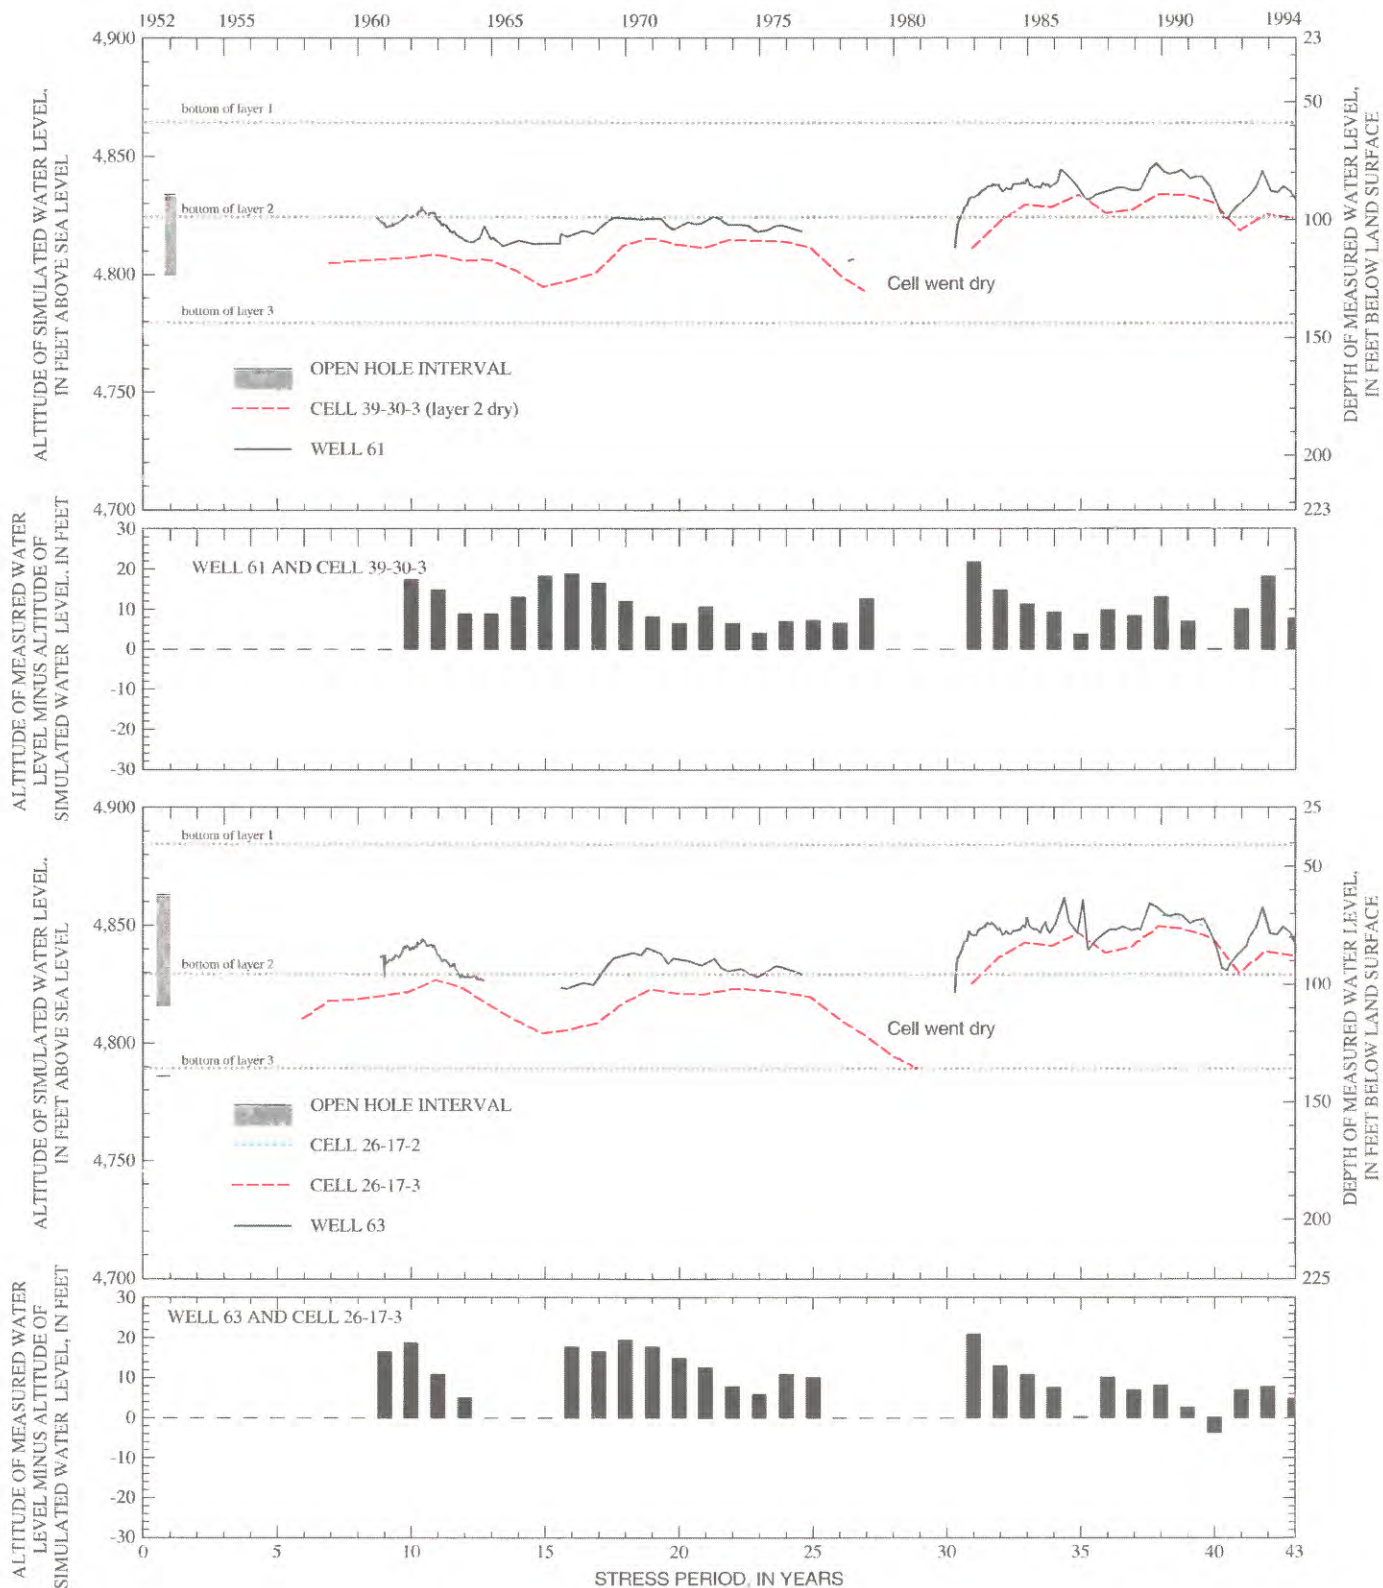 1952 1955 1960 1965 1970 1975 1980 1985 1990 1994
4,900 23
bottom of layer 1
50
4,850
bottom of layer 2
100
4,800
Cell went dry
bottom of layer 3
150
OPEN HOLE INTERVAL
4,750
CELL 39-30-3 (layer 2 dry)
WELL 61
200
4,700 223
ALTITUDE OF SIMULATED WATER LEVEL,
IN FEET ABOVE SEA LEVEL
DEPTH OF MEASURED WATER LEVEL,
IN FEET BELOW LAND SURFACE
30
WELL 61 AND CELL 39-30-3
20
10
0
-10
-20
-30
ALTITUDE OF MEASURED WATER
LEVEL MINUS ALTITUDE OF
SIMULATED WATER LEVEL, IN FEET
4,900 25
bottom of layer 1
50
4,850
bottom of layer 2
100
4,800
Cell went dry
bottom of layer 3
150
OPEN HOLE INTERVAL
CELL 26-17-2
4,750
CELL 26-17-3
WELL 63
200
4,700 225
ALTITUDE OF SIMULATED WATER LEVEL,
IN FEET ABOVE SEA LEVEL
DEPTH OF MEASURED WATER LEVEL,
IN FEET BELOW LAND SURFACE
30
WELL 63 AND CELL 26-17-3
20
10
0
-10
-20
-30
ALTITUDE OF MEASURED WATER
LEVEL MINUS ALTITUDE OF
SIMULATED WATER LEVEL, IN FEET
0 5 10 15 20 25 30 35 40 43
STRESS PERIOD, IN YEARS